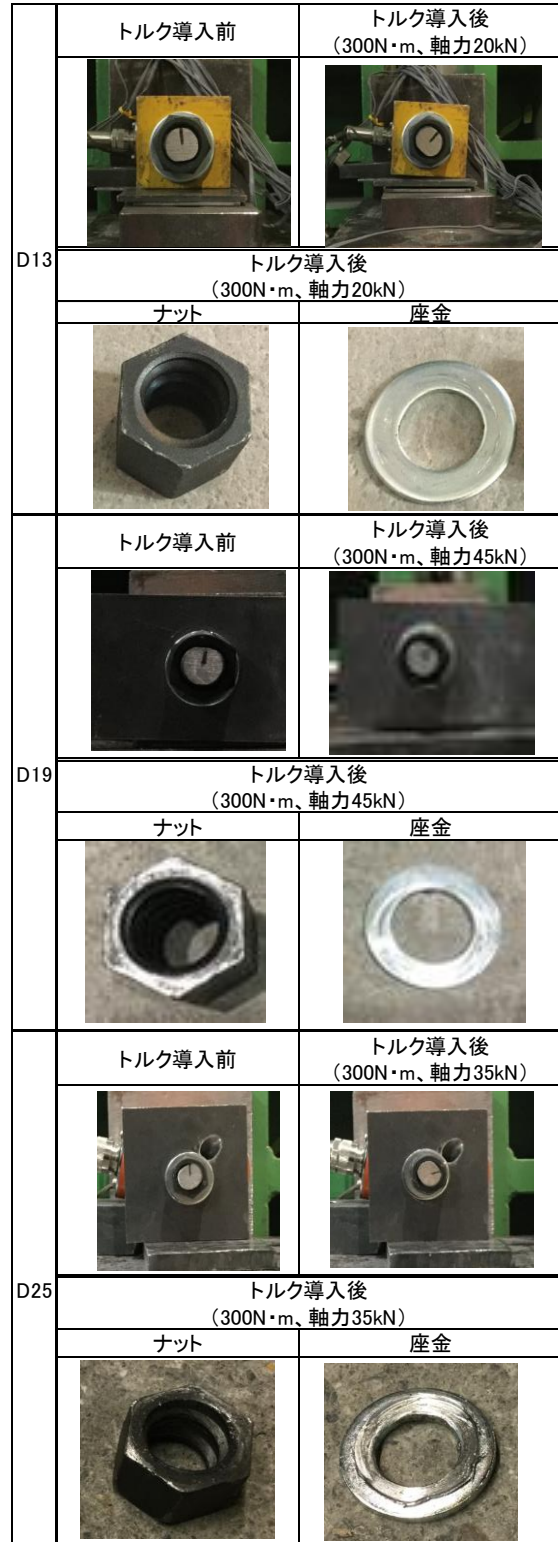 トルク導入前
トルク導入後
(300N・m、軸力20kN)
D13
トルク導入後
(300N・m、軸力20kN)
ナット
座金
トルク導入前
トルク導入後
(300N・m、軸力45kN)
D19
トルク導入後
(300N・m、軸力45kN)
ナット
座金
トルク導入前
トルク導入後
(300N・m、軸力35kN)
D25
トルク導入後
(300N・m、軸力35kN)
ナット
座金